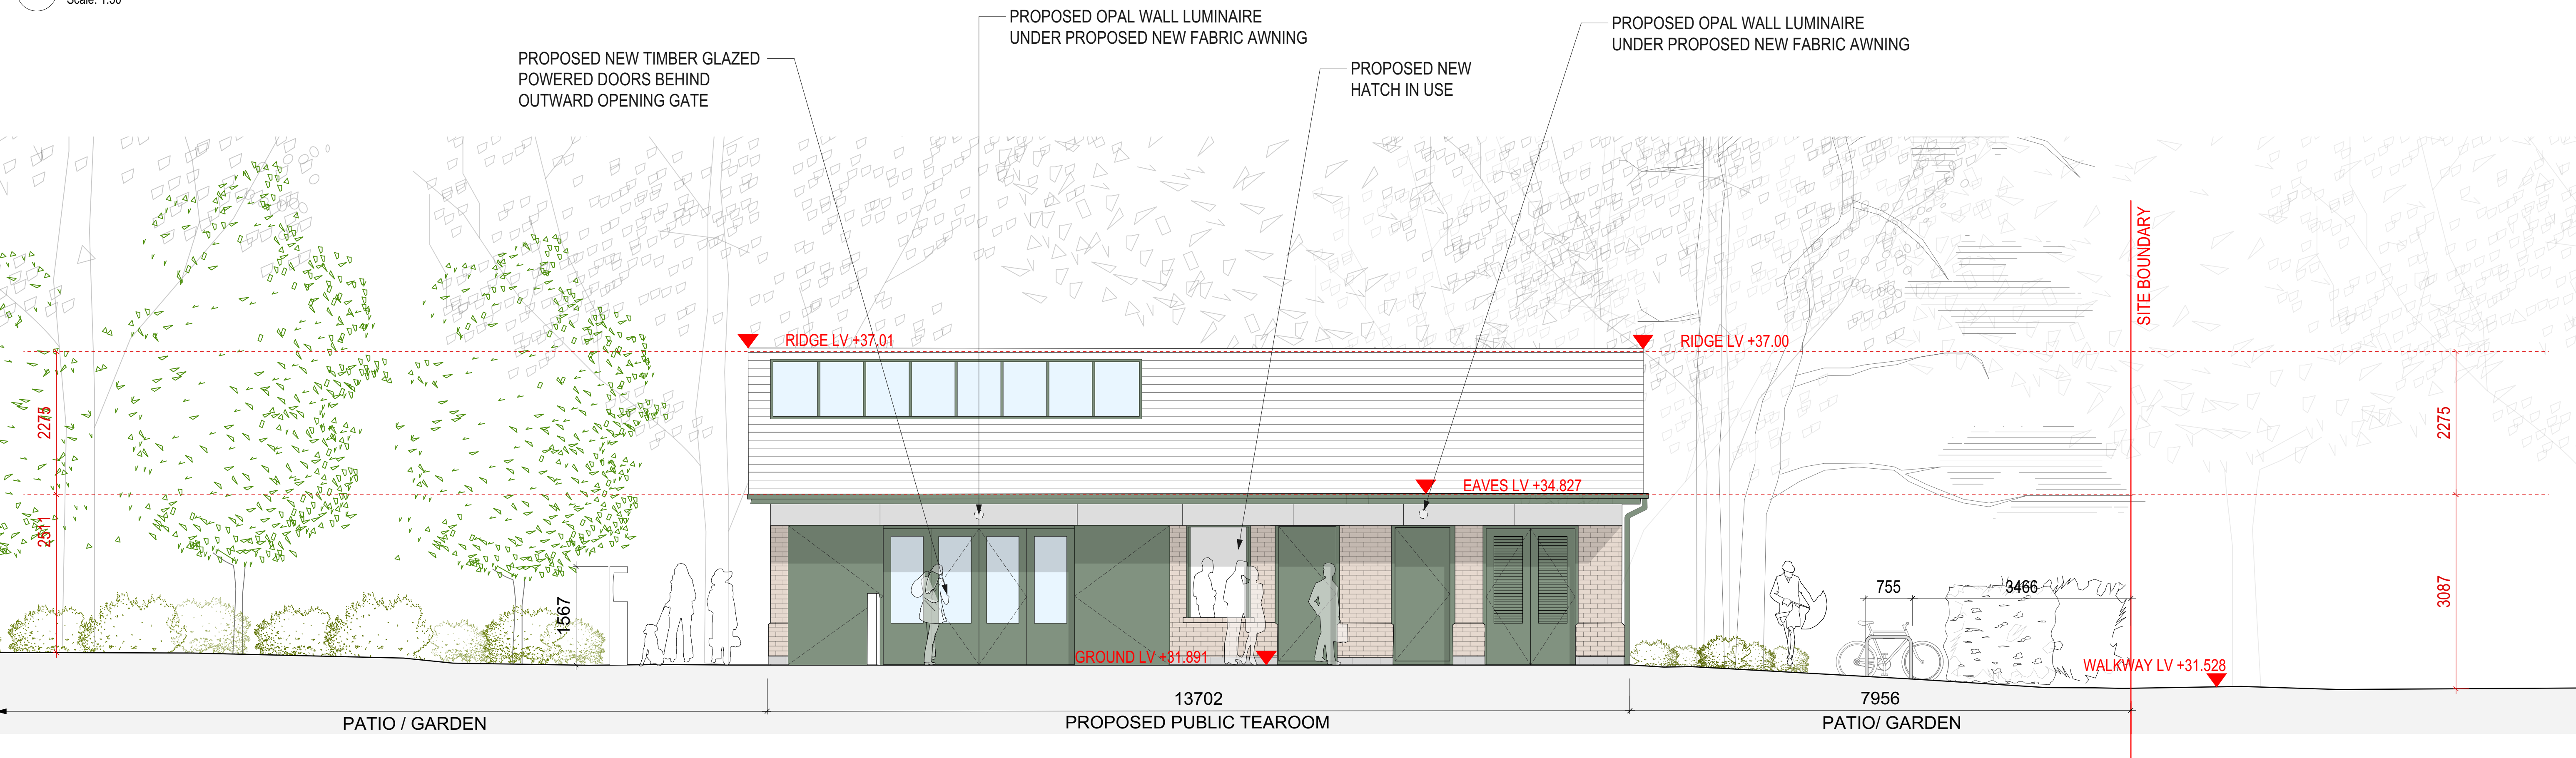 Scale: 1:50
PROPOSED OPAL WALL LUMINAIRE
UNDER PROPOSED NEW FABRIC AWNING
PROPOSED OPAL WALL LUMINAIRE
UNDER PROPOSED NEW FABRIC AWNING
PROPOSED NEW TIMBER GLAZED
POWERED DOORS BEHIND
OUTWARD OPENING GATE
PROPOSED NEW
HATCH IN USE
SITE BOUNDARY
RIDGE LV +37.01
RIDGE LV +37.00
2275
2275
EAVES LV +34.827
2511
1567
755
3466
3087
GROUND LV +31.891
WALKWAY LV +31.528
13702
7956
PATIO / GARDEN
PROPOSED PUBLIC TEAROOM
PATIO/ GARDEN